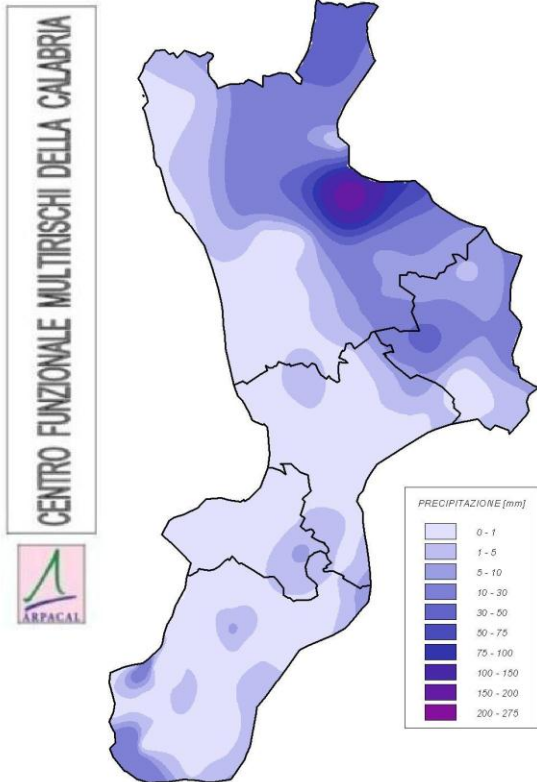 CENTRO FUNZIONALE MULTIRISCHI DELLA CALABRIA
ARPACAL
PRECIPITAZIONE [mm]
0 - 1
1 - 5
5 - 10
10 - 30
30 - 50
50 - 75
75 - 100
100 - 150
150 - 200
200 - 275